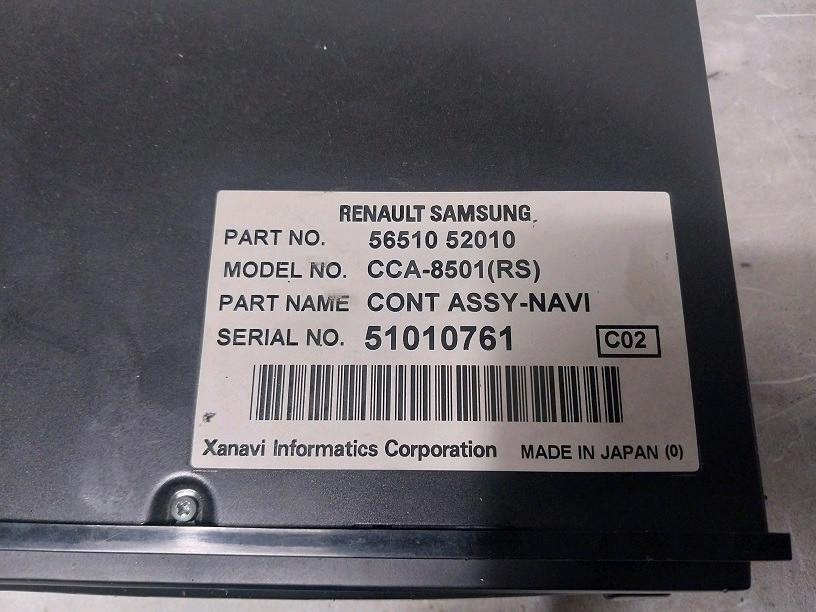 RENAULT SAMSUNG
PART NO. 56510 52010
MODEL NO. CCA-8501(RS)
PART NAME CONT ASSY-NAVI
SERIAL NO. 51010761 C02
Xanavi Informatics Corporation MADE IN JAPAN (0)